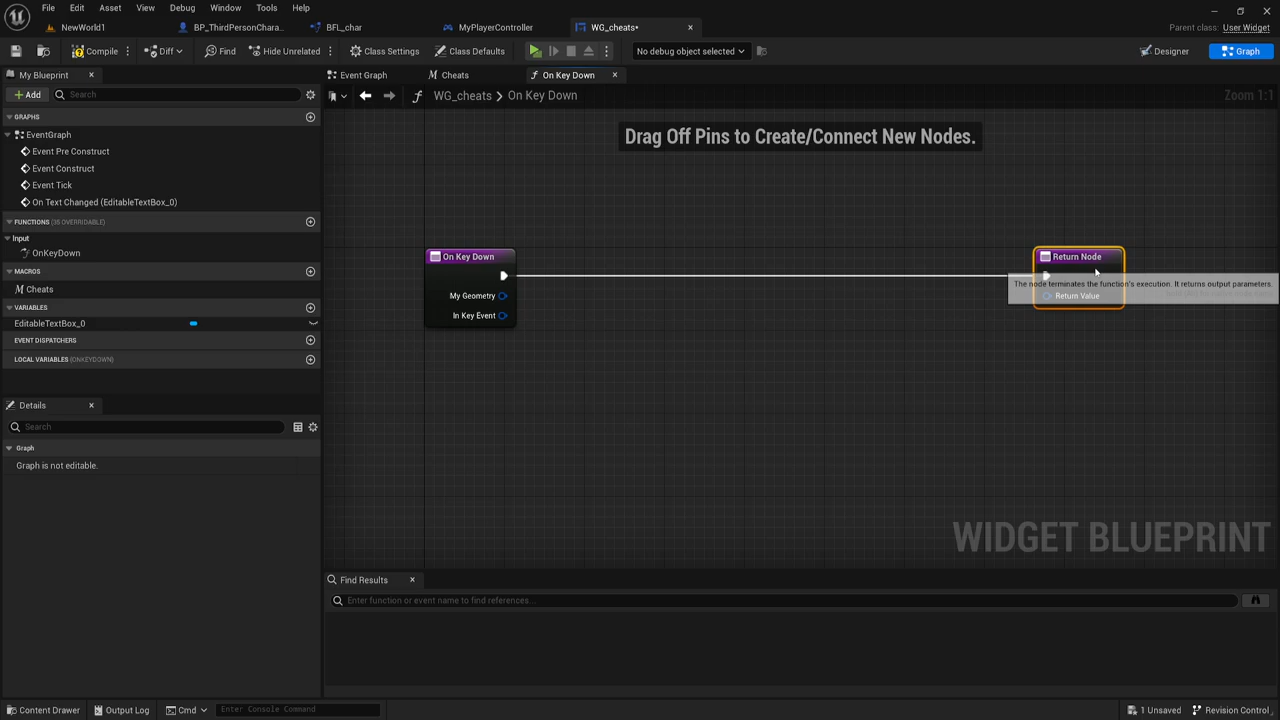 File Edit Asset View Debug Window Tools Help
NewWorld1 BP_ThirdPersonChara... BFL_char MyPlayerController WG_cheats* Parent class: User Widget
Compile Diff Find Hide Unrelated Class Settings Class Defaults No debug object selected Designer Graph
My Blueprint Event Graph Cheats On Key Down
Add Search WG_cheats On Key Down Zoom 1:1
GRAPHS
Drag Off Pins to Create/Connect New Nodes.
EventGraph
Event Pre Construct
Event Construct
Event Tick
On Text Changed (EditableTextBox_0)
FUNCTIONS (35 OVERRIDABLE)
Input
OnKeyDown
On Key Down
My Geometry
In Key Event
Return Node
The node terminates the function's execution. It returns output parameters.
Return Value
MACROS
Cheats
VARIABLES
EditableTextBox_0
EVENT DISPATCHERS
LOCAL VARIABLES (ONKEYDOWN)
Details
Search
Graph
Graph is not editable.
WIDGET BLUEPRINT
Find Results
Enter function or event name to find references...
Content Drawer Output Log Cmd Enter Console Command 1 Unsaved Revision Control